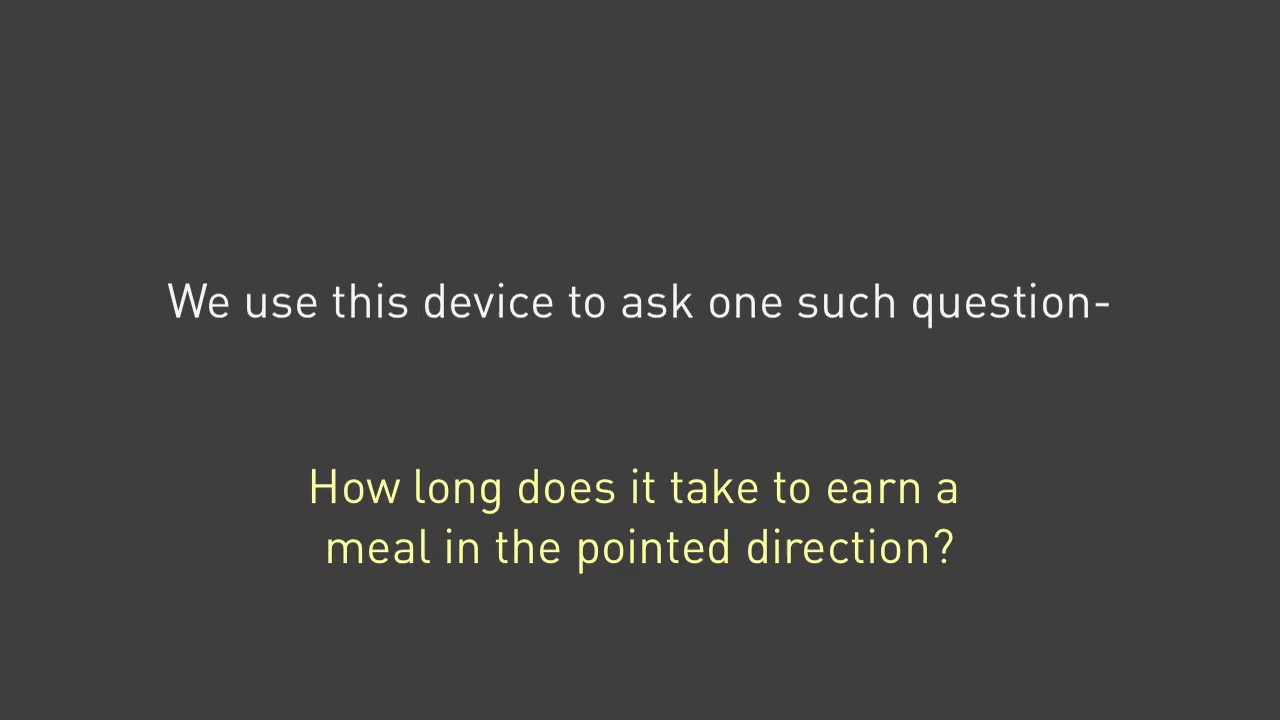 We use this device to ask one such question-
How long does it take to earn a
meal in the pointed direction?